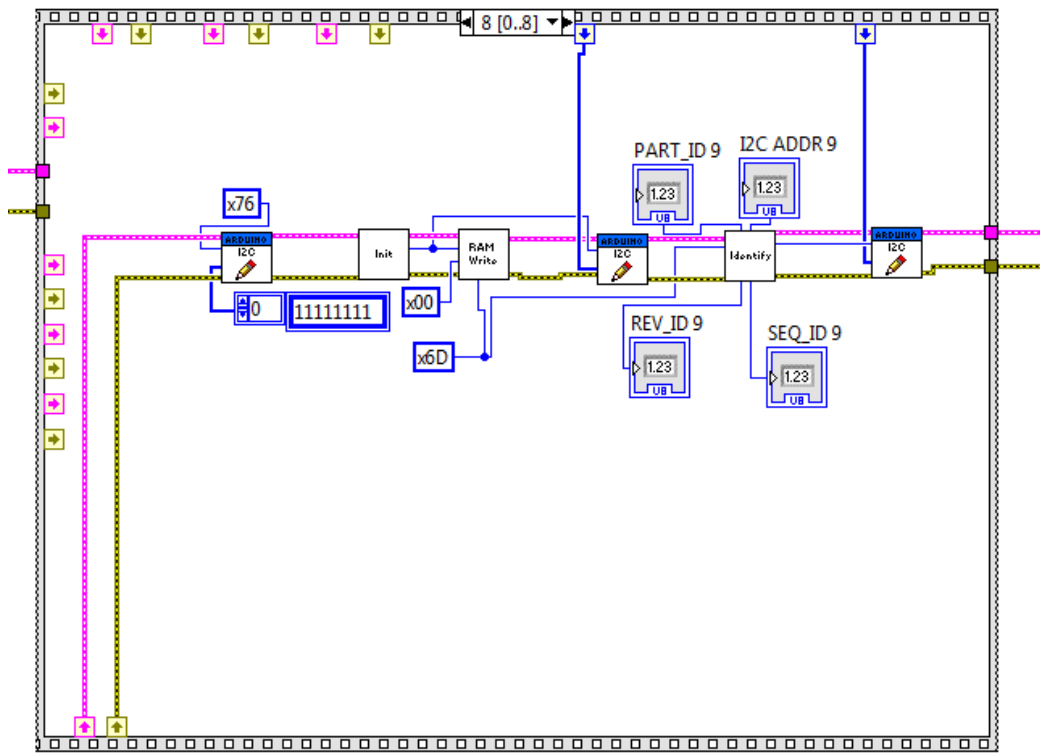 8 [0..8]
PART_ID 9
I2C ADDR 9
1.23
U8
1.23
U8
x76
ARDUINO
I2C
Init
RAM
Write
ARDUINO
I2C
Identify
ARDUINO
I2C
0
11111111
x00
x6D
REV_ID 9
SEQ_ID 9
1.23
U8
1.23
U8